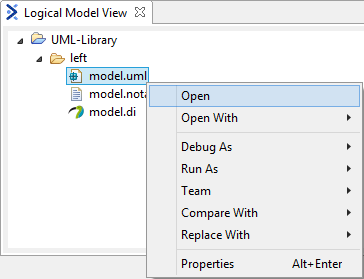 Logical Model View
UML-Library
left
model.uml
model.nota
model.di
Open
Open With
Debug As
Run As
Team
Compare With
Replace With
Properties Alt+Enter